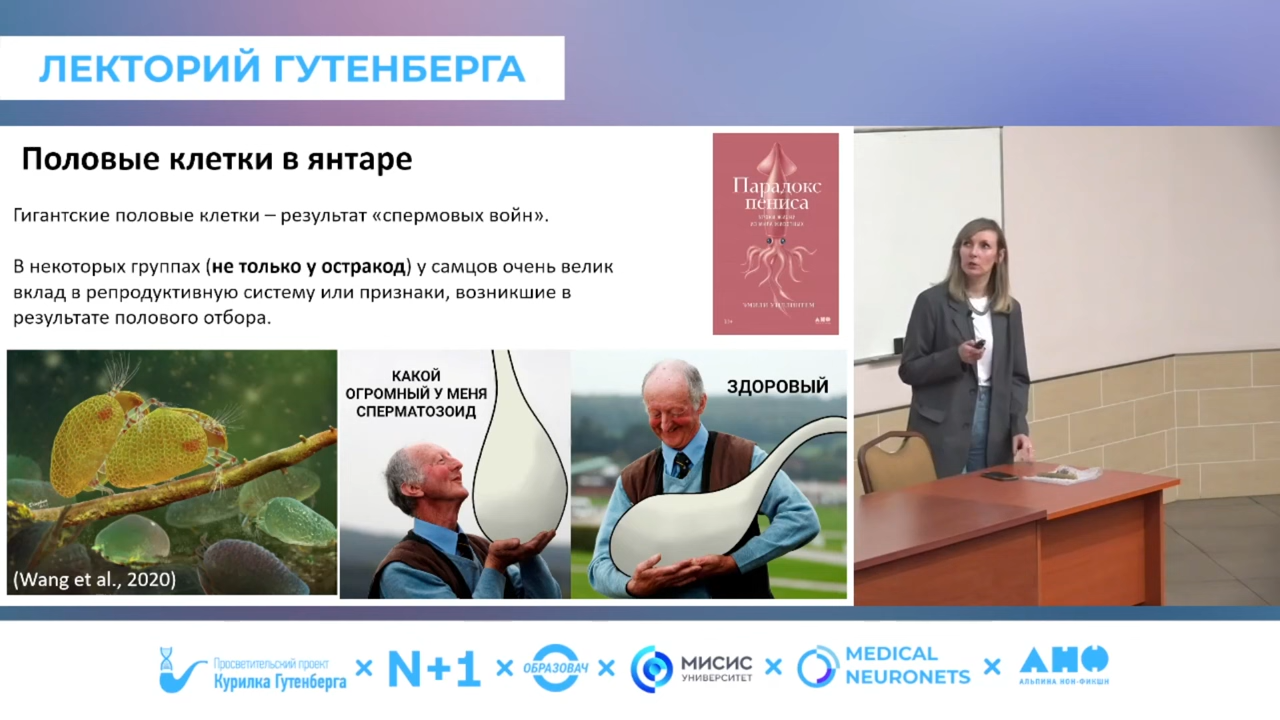 ЛЕКТОРИЙ ГУТЕНБЕРГА
Половые клетки в янтаре
Гигантские половые клетки – результат «спермовых войн».
В некоторых группах (не только у остракод) у самцов очень велик
вклад в репродуктивную систему или признаки, возникшие в
результате полового отбора.
Парадокс
пениса
КАКОЙ
ОГРОМНЫЙ У МЕНЯ
СПЕРМАТОЗОИД
ЗДОРОВЫЙ
(Wang et al., 2020)
Просветительский проект
Курилка Гутенберга
N+1
ОБРАЗОВАЧ
МИСИС
УНИВЕРСИТЕТ
MEDICAL
NEURONETS
АНФ
АЛЬПИНА НОН-ФИКШН